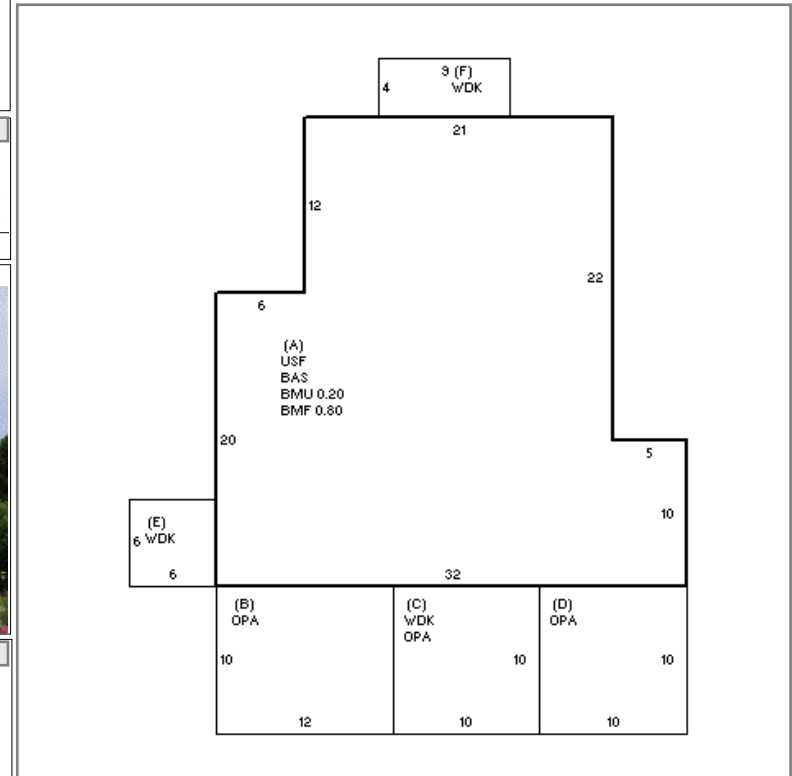 9 (F)
4 WDK
21
12
22
6
(A)
USF
BAS
BMU 0.20
BMF 0.80
20
5
10
(E)
6 WDK
6
32
(B)
OPA
(C)
WDK
OPA
(D)
OPA
10
10
10
12
10
10